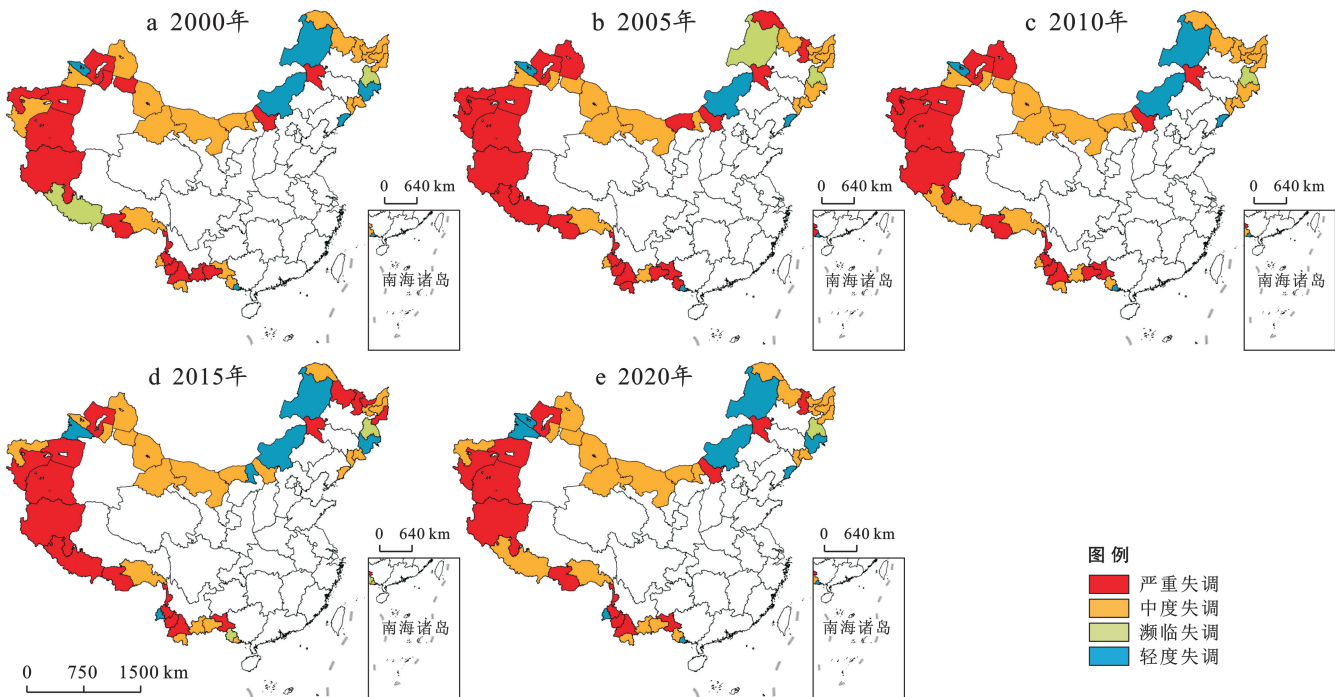 a 2000年
b 2005年
c 2010年
0 640 km
0 640 km
0 640 km
南海诸岛
南海诸岛
南海诸岛
d 2015年
e 2020年
0 640 km
0 640 km
南海诸岛
南海诸岛
0 750 1500 km
图例
严重失调
中度失调
濒临失调
轻度失调